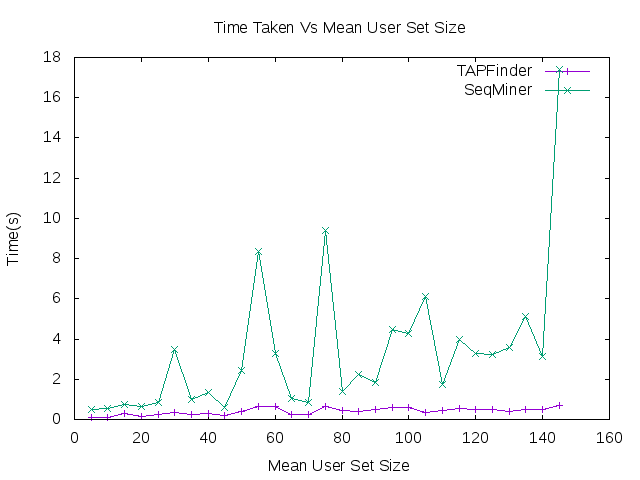 Time Taken Vs Mean User Set Size
18
16
14
12
10
8
6
4
2
0
Time(s)
TAPFinder
SeqMiner
0 20 40 60 80 100 120 140 160
Mean User Set Size